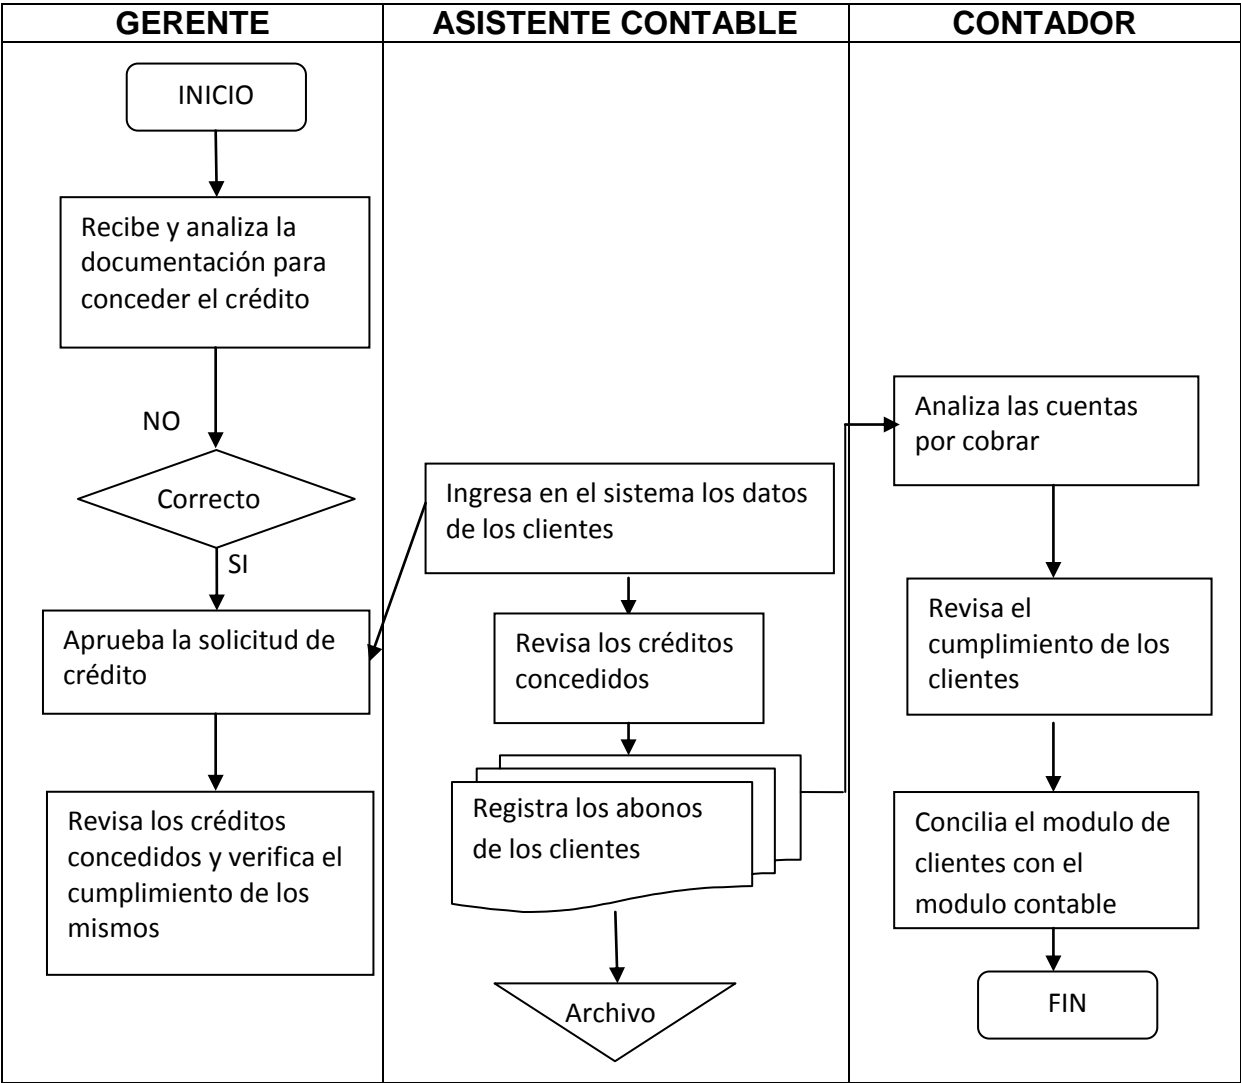 GERENTE
ASISTENTE CONTABLE
CONTADOR
INICIO
Recibe y analiza la
documentación para
conceder el crédito
NO
Correcto
SI
Aprueba la solicitud de
crédito
Revisa los créditos
concedidos y verifica el
cumplimiento de los
mismos
Ingresa en el sistema los datos
de los clientes
Revisa los créditos
concedidos
Registra los abonos
de los clientes
Archivo
Analiza las cuentas
por cobrar
Revisa el
cumplimiento de los
clientes
Concilia el modulo de
clientes con el
modulo contable
FIN